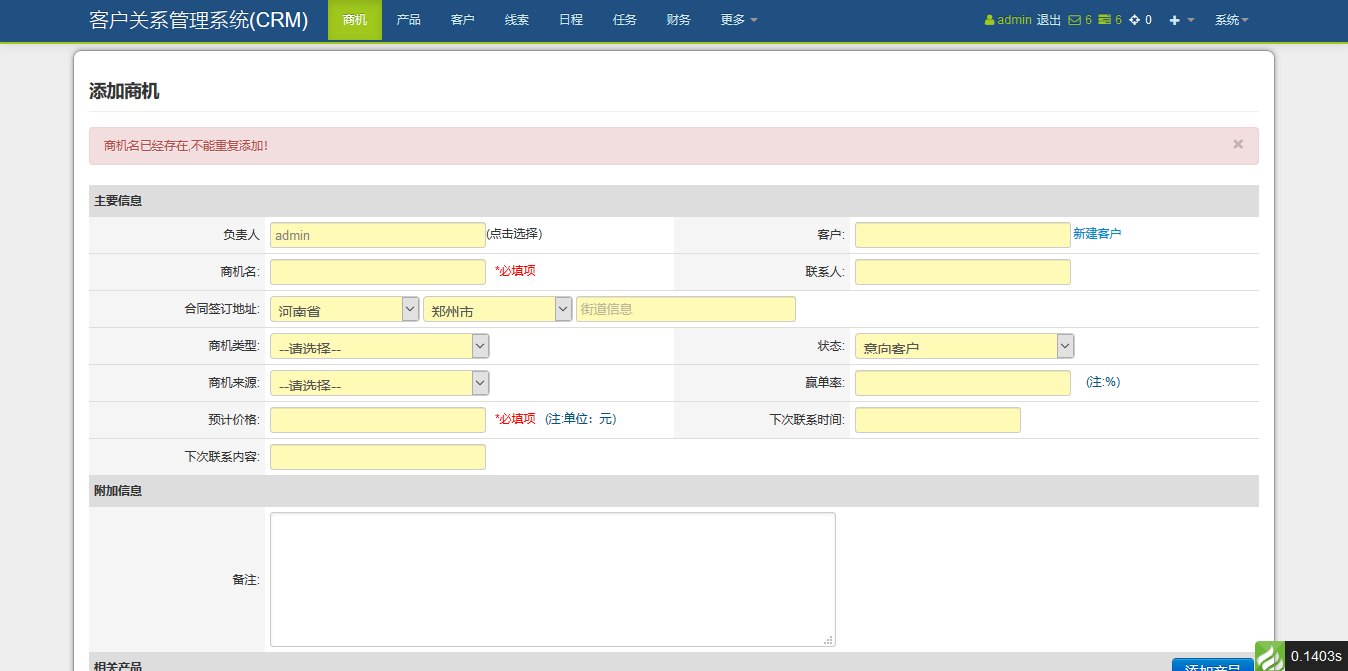 客户关系管理系统(CRM) 商机 产品 客户 线索 日程 任务 财务 更多 admin 退出 6 6 0 系统
添加商机
商机名已经存在,不能重复添加!
主要信息
负责人 admin (点击选择) 客户: 新建客户
商机名: *必填项 联系人:
合同签订地址: 河南省 郑州市 街道信息
商机类型: --请选择-- 状态: 意向客户
商机来源: --请选择-- 赢单率: (注:%)
预计价格: *必填项 (注:单位：元) 下次联系时间:
下次联系内容:
附加信息
备注:
相关产品 添加产品 0.1403s